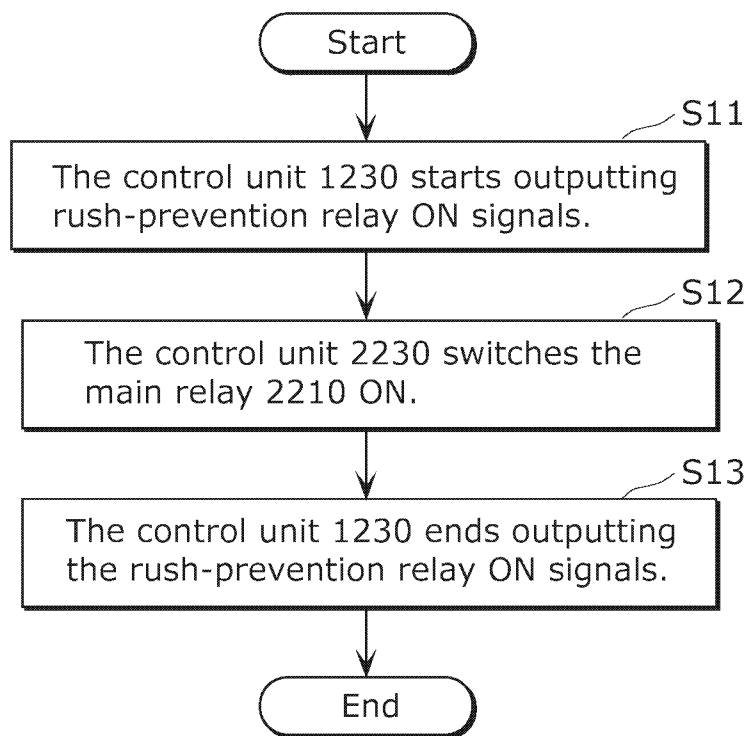 Start
S11
The control unit 1230 starts outputting
rush-prevention relay ON signals.
S12
The control unit 2230 switches the
main relay 2210 ON.
S13
The control unit 1230 ends outputting
the rush-prevention relay ON signals.
End